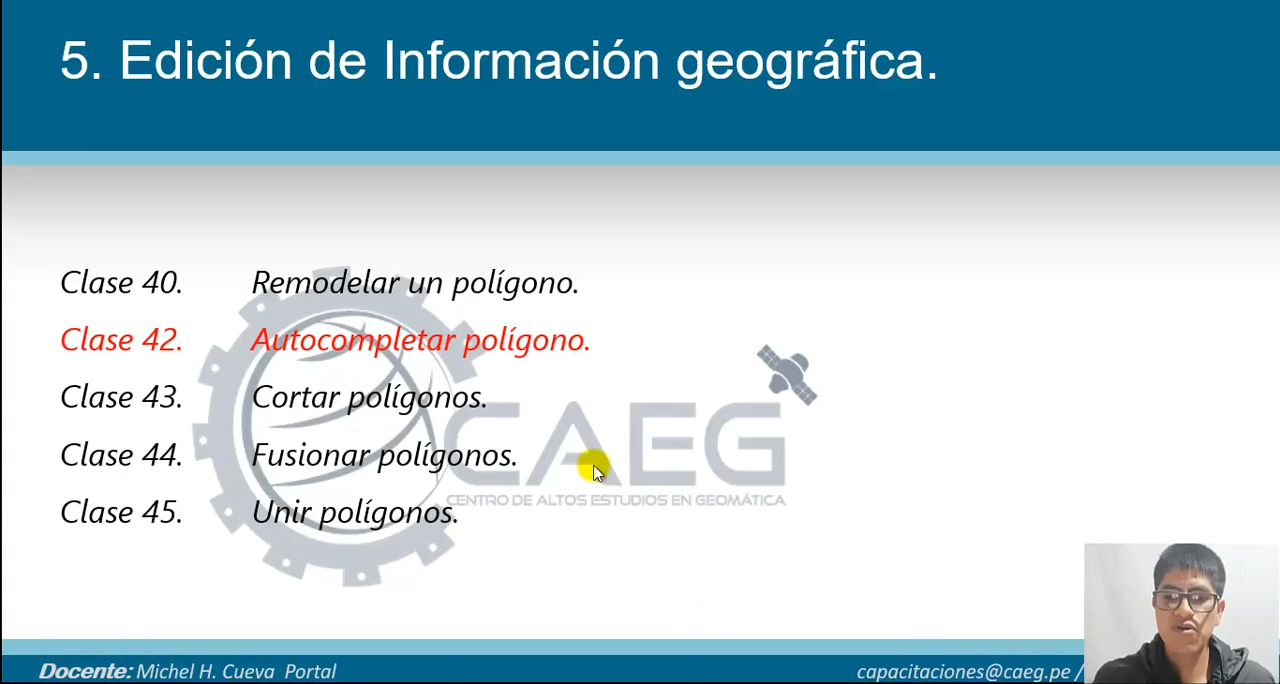 5. Edición de Información geográfica.
Clase 40. Remodelar un polígono.
Clase 42. Autocompletar polígono.
Clase 43. Cortar polígonos.
Clase 44. Fusionar polígonos.
Clase 45. Unir polígonos.
CAEG
CENTRO DE ALTOS ESTUDIOS EN GEOMÁTICA
Docente: Michel H. Cueva Portal
capacitaciones@caeg.pe /